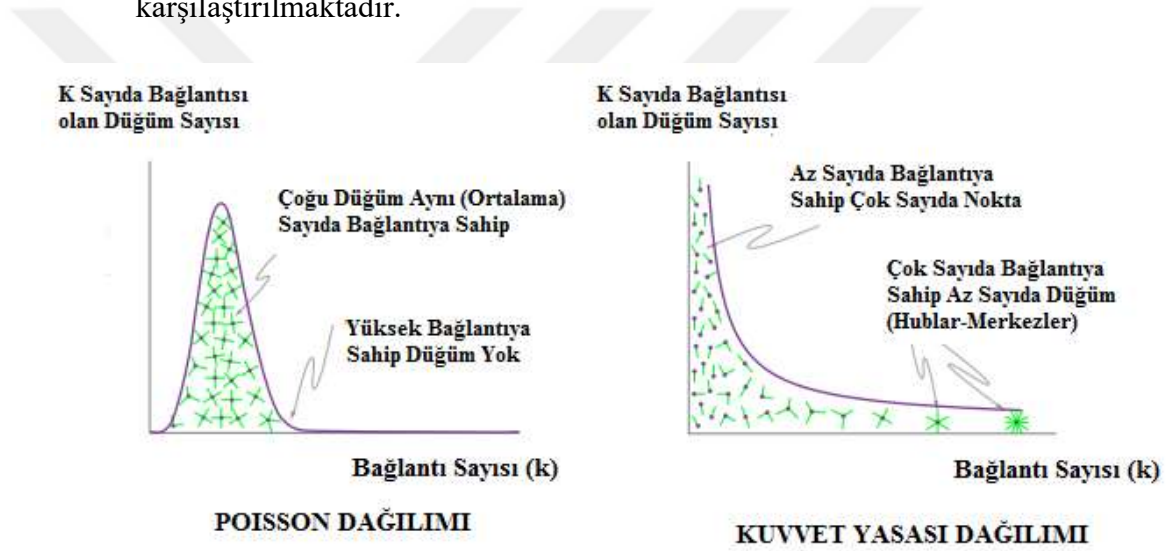 karşılaştırılmaktadır.
K Sayıda Bağlantısı
olan Düğüm Sayısı
Çoğu Düğüm Aynı (Ortalama)
Sayıda Bağlantıya Sahip
Yüksek Bağlantıya
Sahip Düğüm Yok
Bağlantı Sayısı (k)
POISSON DAĞILIMI
K Sayıda Bağlantısı
olan Düğüm Sayısı
Az Sayıda Bağlantıya
Sahip Çok Sayıda Nokta
Çok Sayıda Bağlantıya
Sahip Az Sayıda Düğüm
(Hublar-Merkezler)
Bağlantı Sayısı (k)
KUVVET YASASI DAĞILIMI